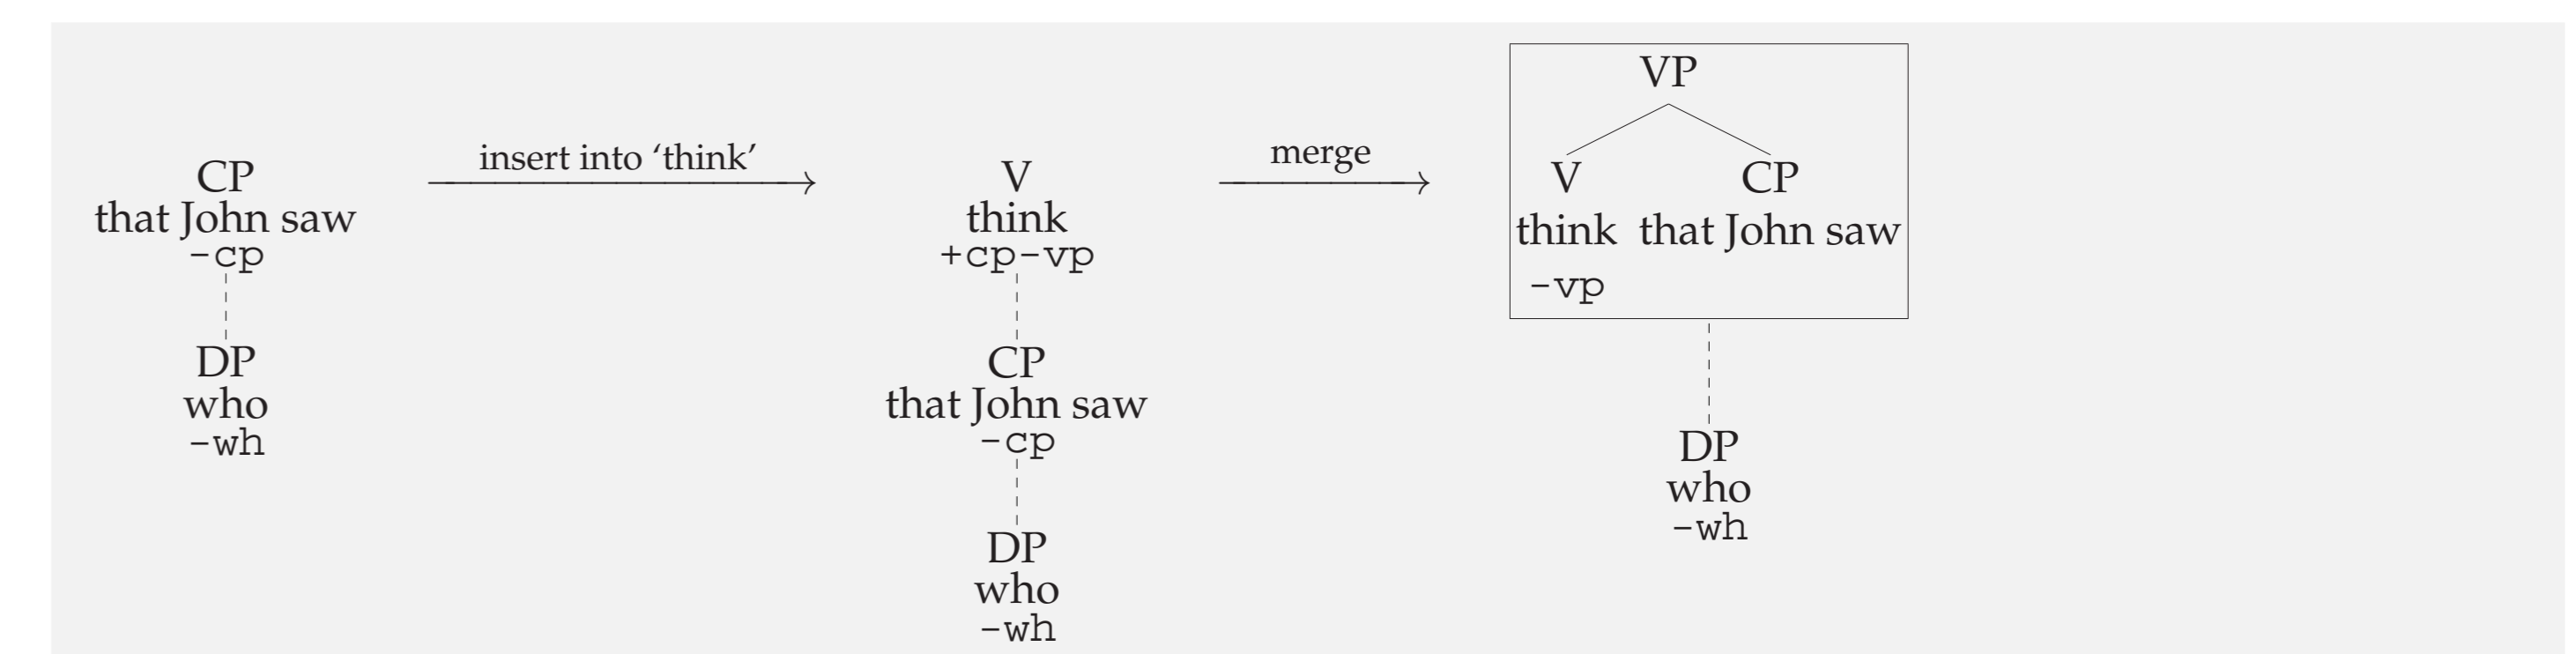 CP
that John saw
-cp
DP
who
-wh
insert into ‘think’
V
think
+cp-vp
CP
that John saw
-cp
DP
who
-wh
merge
VP
V CP
think that John saw
-vp
DP
who
-wh